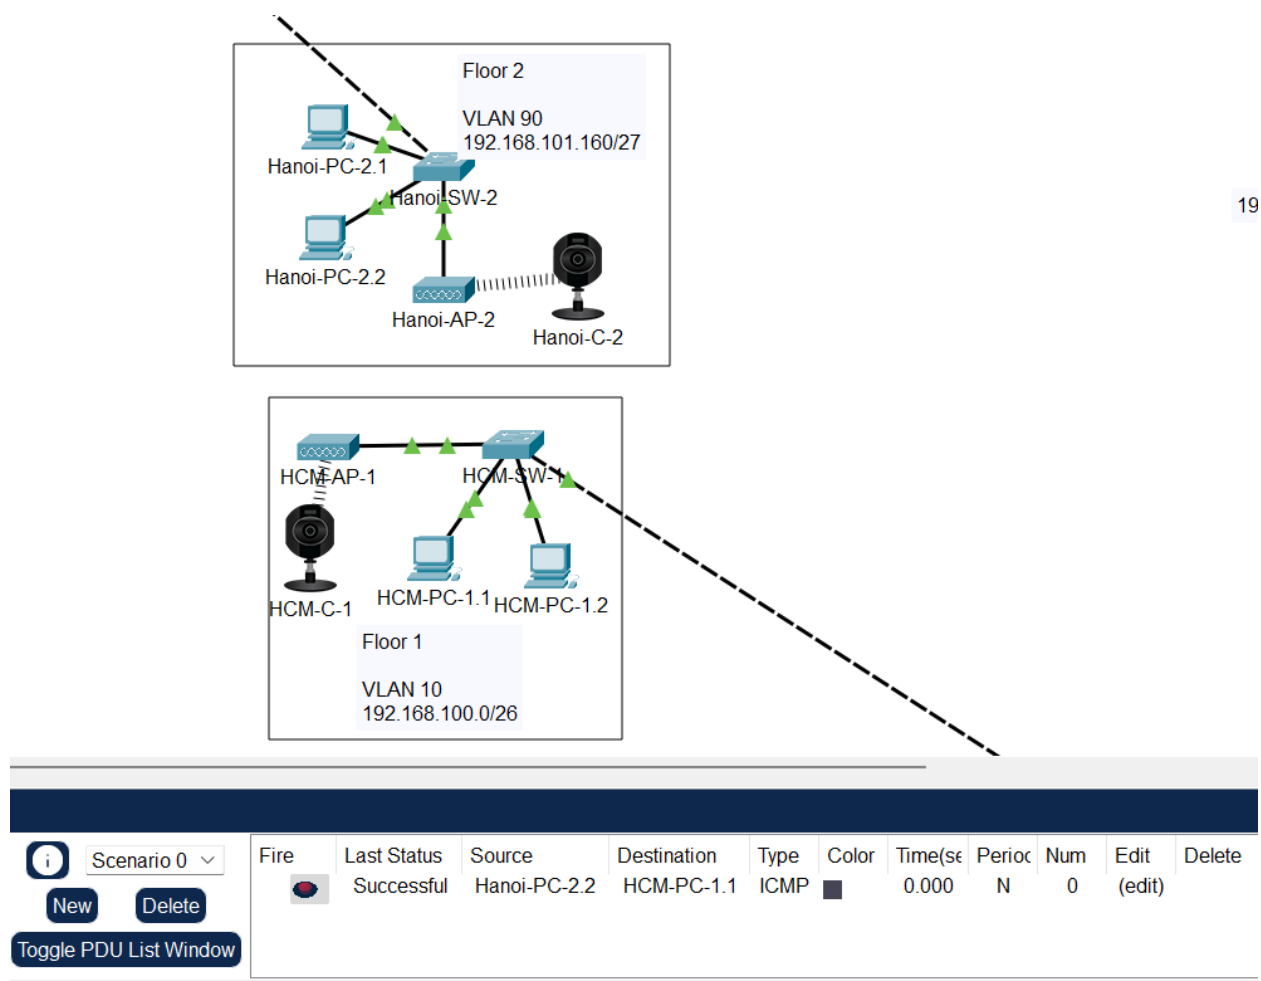 Floor 2
VLAN 90
192.168.101.160/27
Hanoi-PC-2.1
Hanoi-SW-2
Hanoi-PC-2.2
Hanoi-AP-2
Hanoi-C-2
19
HCM-AP-1
HCM-SW-1
HCM-C-1
HCM-PC-1.1
HCM-PC-1.2
Floor 1
VLAN 10
192.168.100.0/26
i
Scenario 0
New
Delete
Toggle PDU List Window
Fire Last Status Source Destination Type Color Time(se Perioc Num Edit Delete
Successful Hanoi-PC-2.2 HCM-PC-1.1 ICMP 0.000 N 0 (edit)